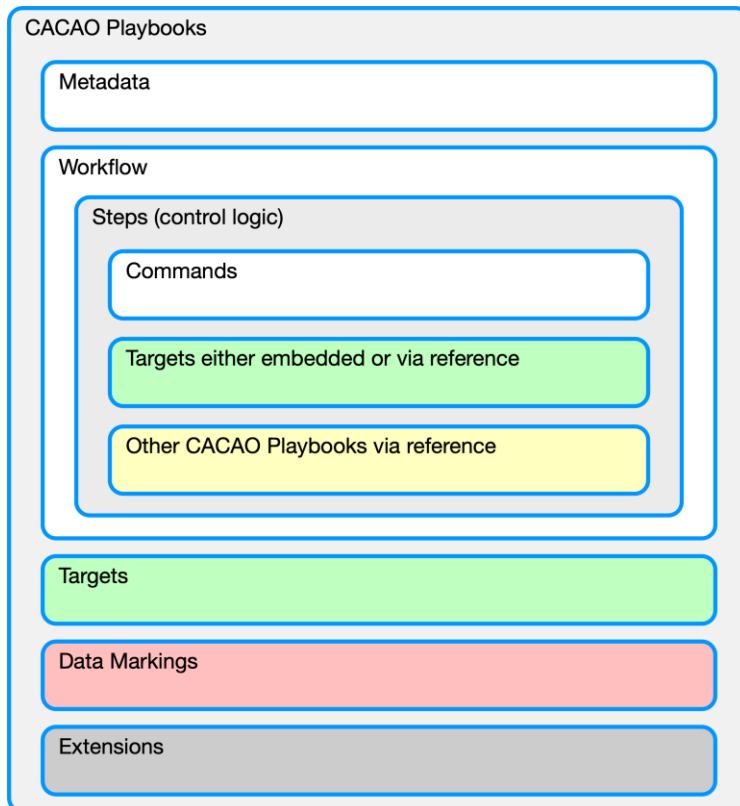 CACAO Playbooks
Metadata
Workflow
Steps (control logic)
Commands
Targets either embedded or via reference
Other CACAO Playbooks via reference
Targets
Data Markings
Extensions